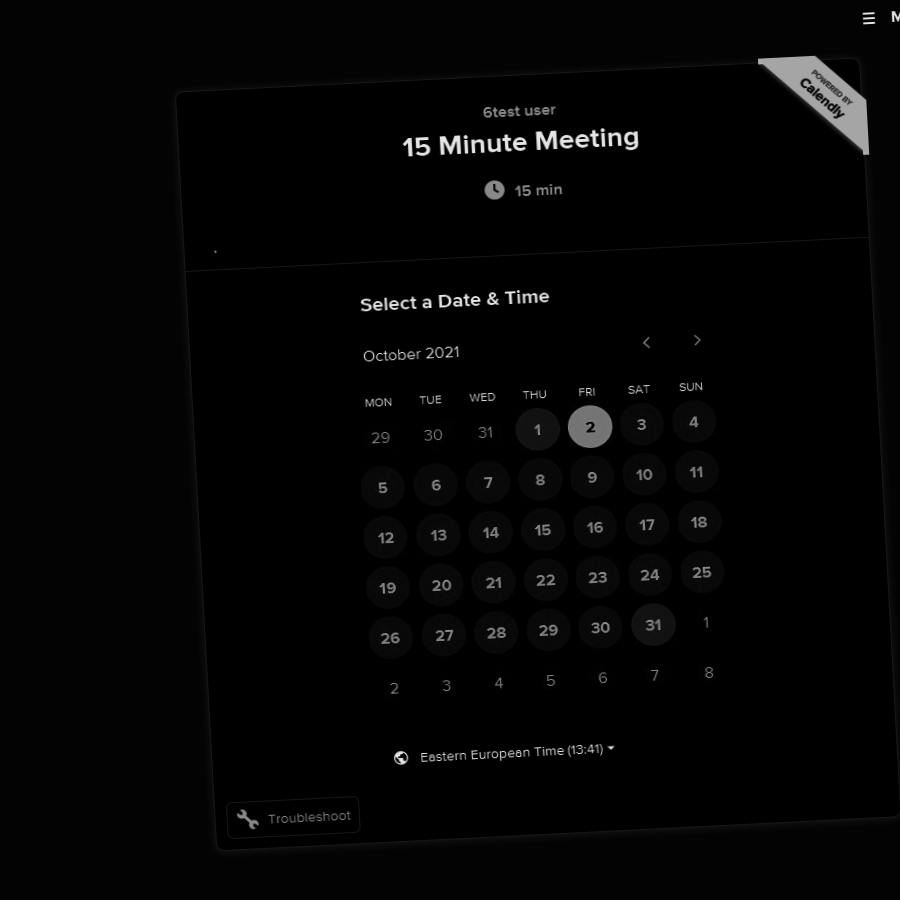 M
POWERED BY
Calendly
6test user
15 Minute Meeting
15 min
Select a Date & Time
October 2021
MON TUE WED THU FRI SAT SUN
29 30 31 1 2 3 4
5 6 7 8 9 10 11
12 13 14 15 16 17 18
19 20 21 22 23 24 25
26 27 28 29 30 31 1
2 3 4 5 6 7 8
Eastern European Time (13:41)
Troubleshoot